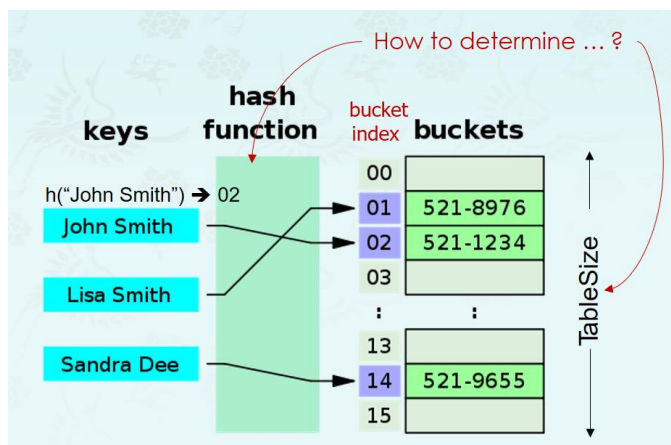 How to determine … ?
keys
hash
function
bucket
index
buckets
h(“John Smith”) ➔ 02
John Smith
Lisa Smith
Sandra Dee
00
01
521-8976
02
521-1234
03
:
:
13
14
521-9655
15
TableSize